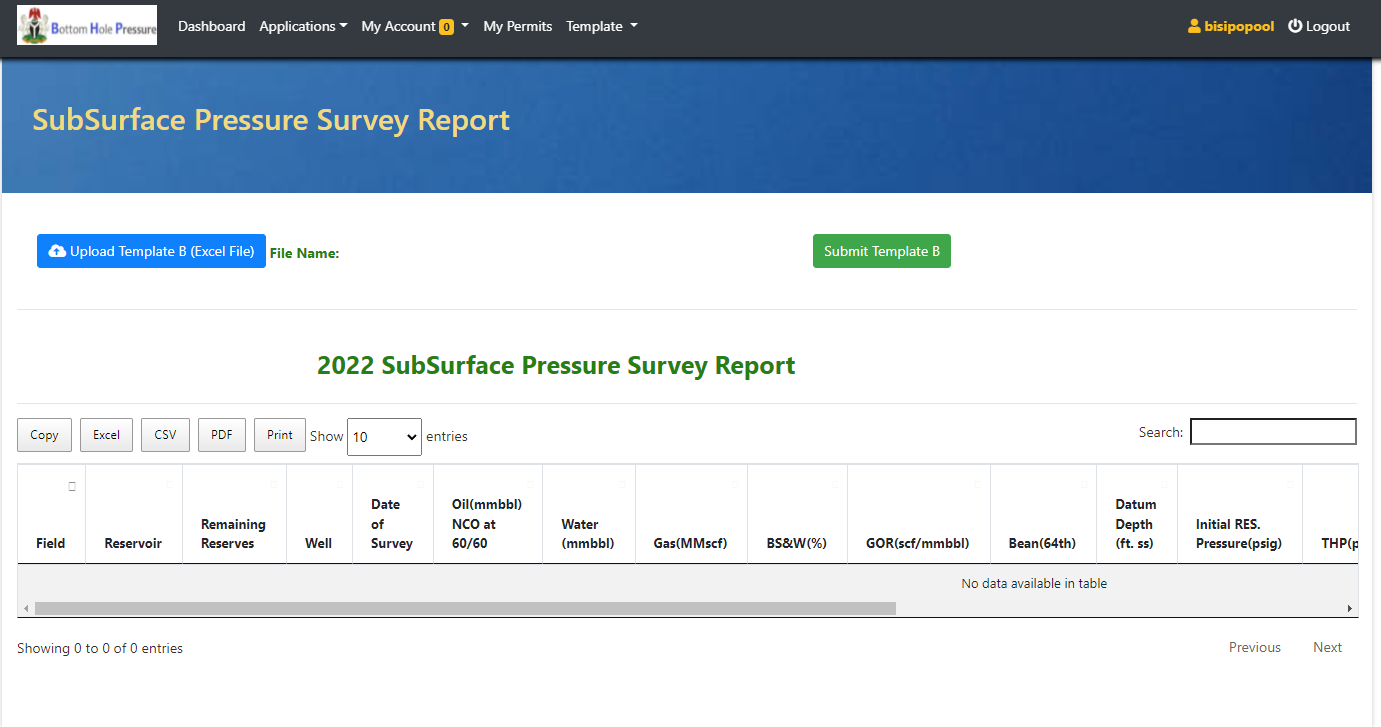 Bottom Hole Pressure
Dashboard Applications My Account 0 My Permits Template bisipopool Logout
SubSurface Pressure Survey Report
Upload Template B (Excel File) File Name: Submit Template B
2022 SubSurface Pressure Survey Report
Copy Excel CSV PDF Print Show 10 entries Search:
Field Reservoir Remaining Reserves Well Date of Survey Oil(mmbbl) NCO at 60/60 Water (mmbbl) Gas(MMscf) BS&W(%) GOR(scf/mmbbl) Bean(64th) Datum Depth (ft. ss) Initial RES. Pressure(psig) THP(p
No data available in table
Showing 0 to 0 of 0 entries Previous Next